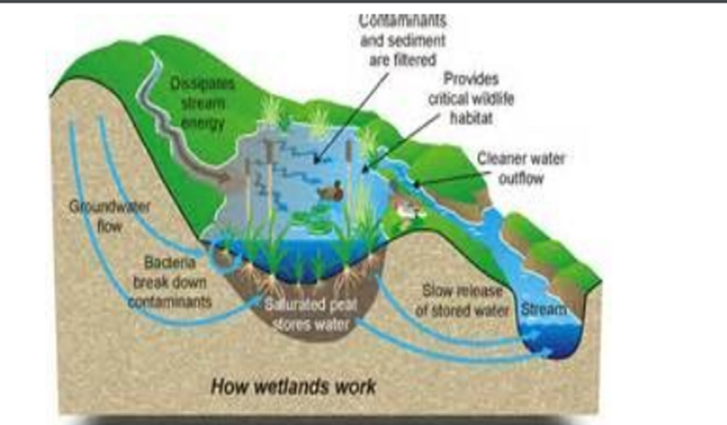 Contaminants
and sediment
are filtered
Provides
critical wildlife
habitat
Dissipates
stream
energy
Cleaner water
outflow
Groundwater
flow
Bacteria
break down
contaminants
Saturated peat
stores water
Slow release
of stored water
Stream
How wetlands work